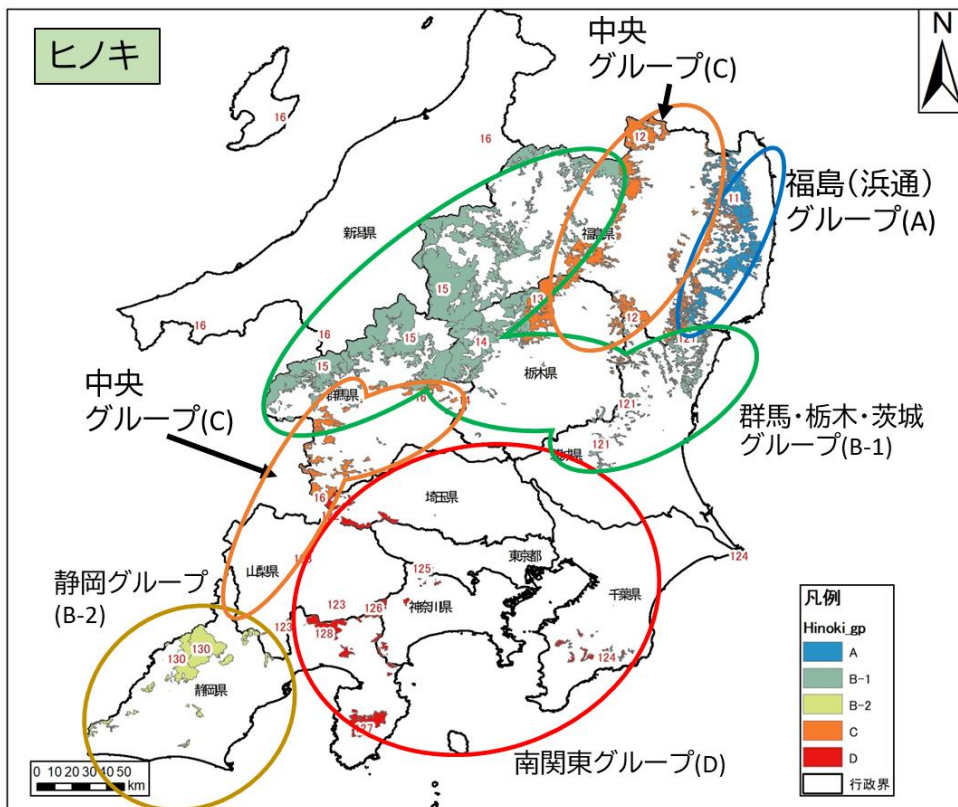 ヒノキ
中央
グループ(C)
N
16
16
12
11
福島（浜通）
グループ(A)
新潟県
福島県
15
13
12
16
16
15
14
121
15
栃木県
群馬県
中央
グループ(C)
16
121
群馬・栃木・茨城
グループ(B-1)
121
茨城県
16
埼玉県
東京都
124
山梨県
125
千葉県
静岡グループ
(B-2)
123
126
神奈川県
凡例
Hinoki_gp
123
128
A
130
130
124
B-1
静岡県
B-2
C
127
D
南関東グループ(D)
行政界
0 10 20 30 40 50
km